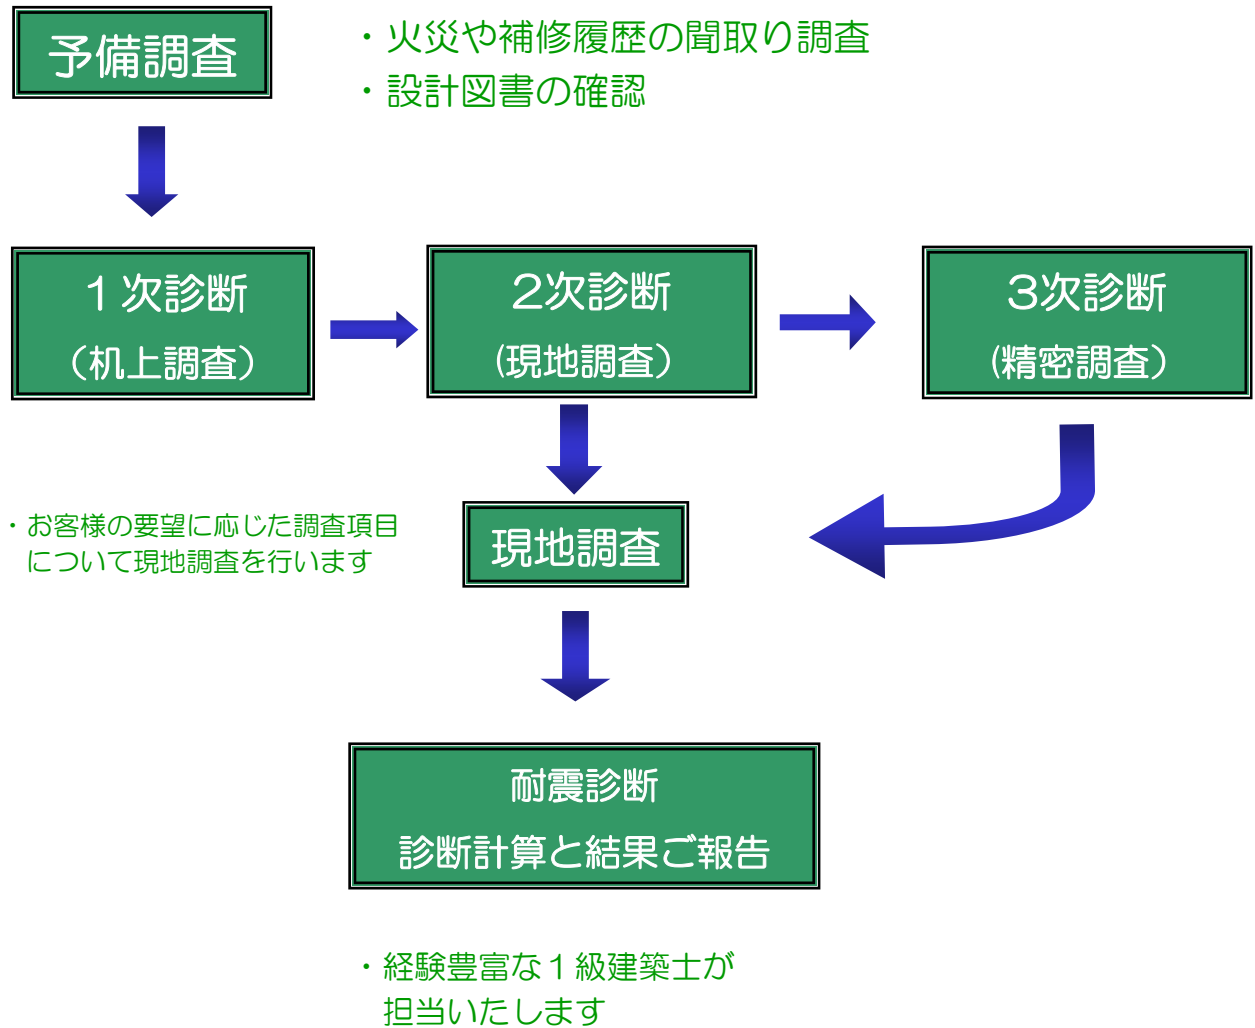 予備調査
・火災や補修履歴の聞取り調査
・設計図書の確認
１次診断
（机上調査）
２次診断
(現地調査）
３次診断
(精密調査）
・お客様の要望に応じた調査項目
について現地調査を行います
現地調査
耐震診断
診断計算と結果ご報告
・経験豊富な１級建築士が
担当いたします